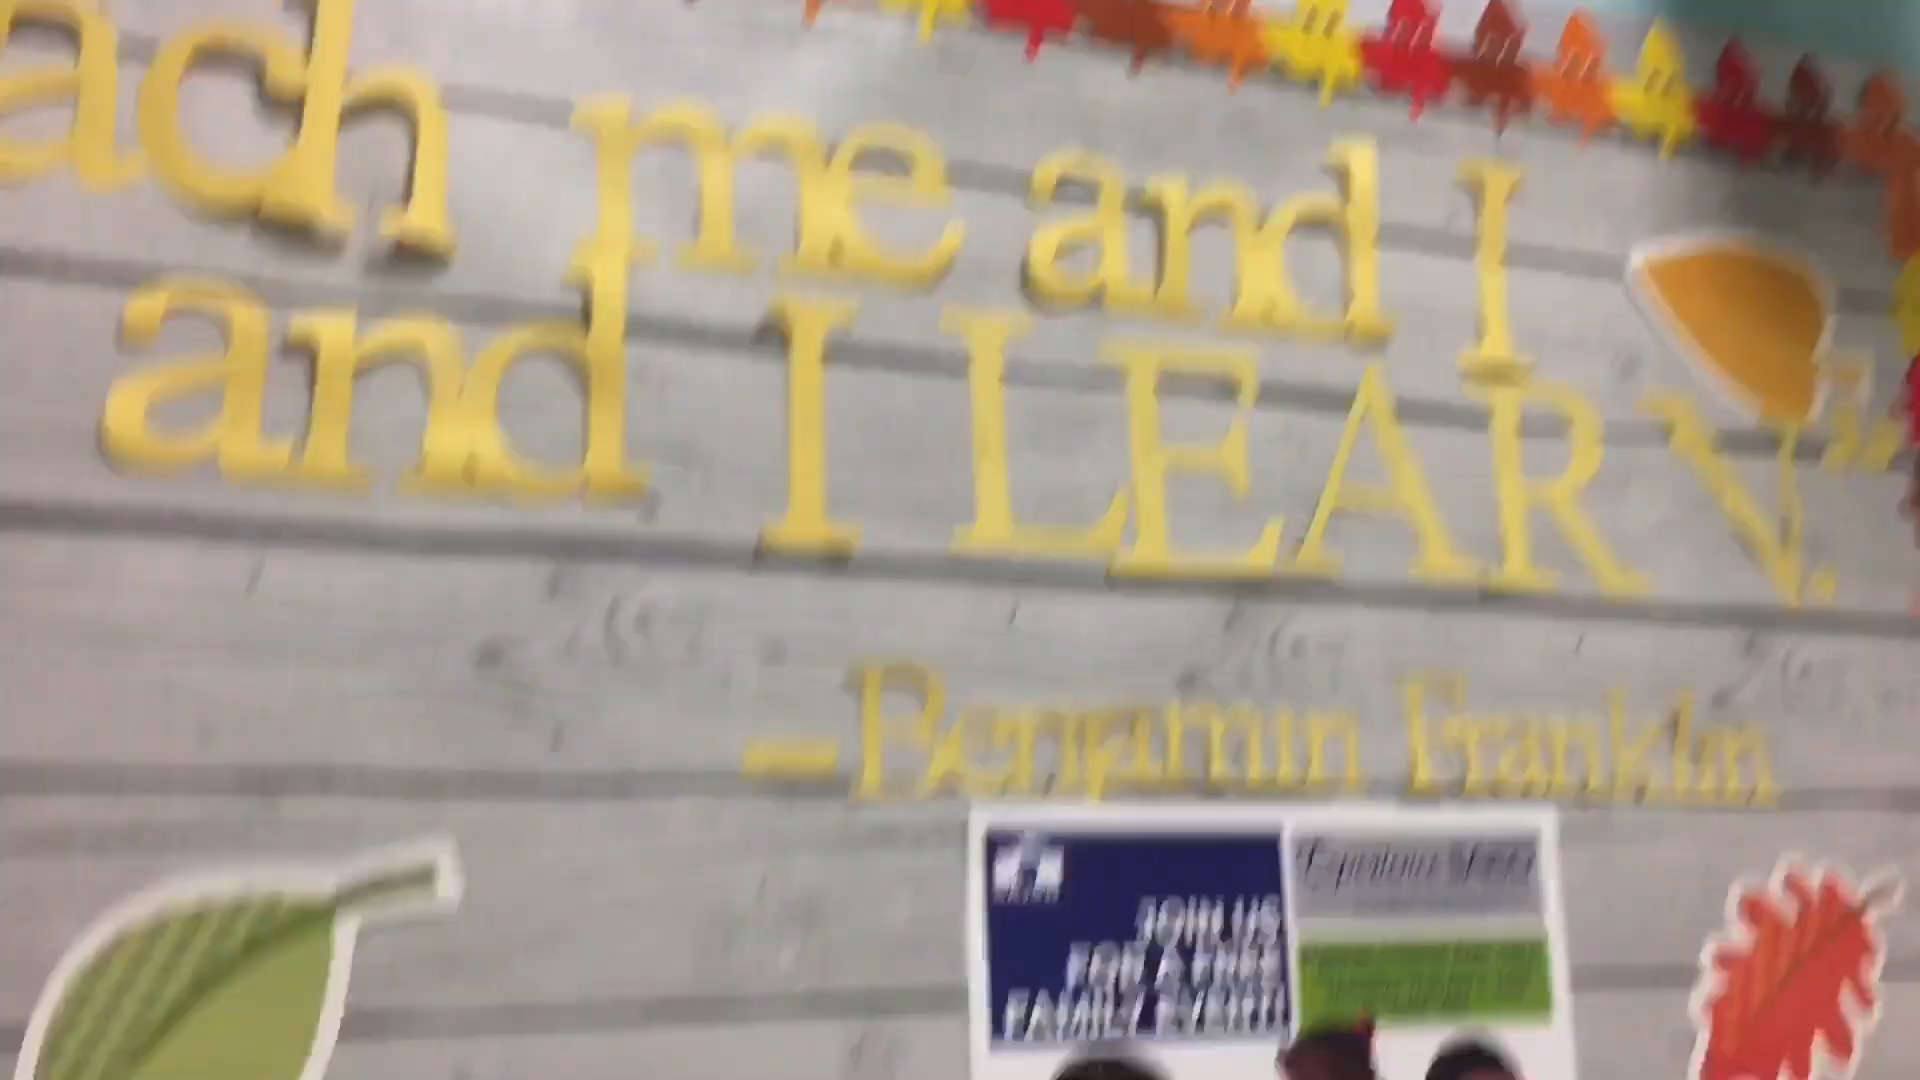 ach me and I
and I LEARN."
—Benjamin Franklin
JOIN US
FOR A FREE
FAMILY EVENT!